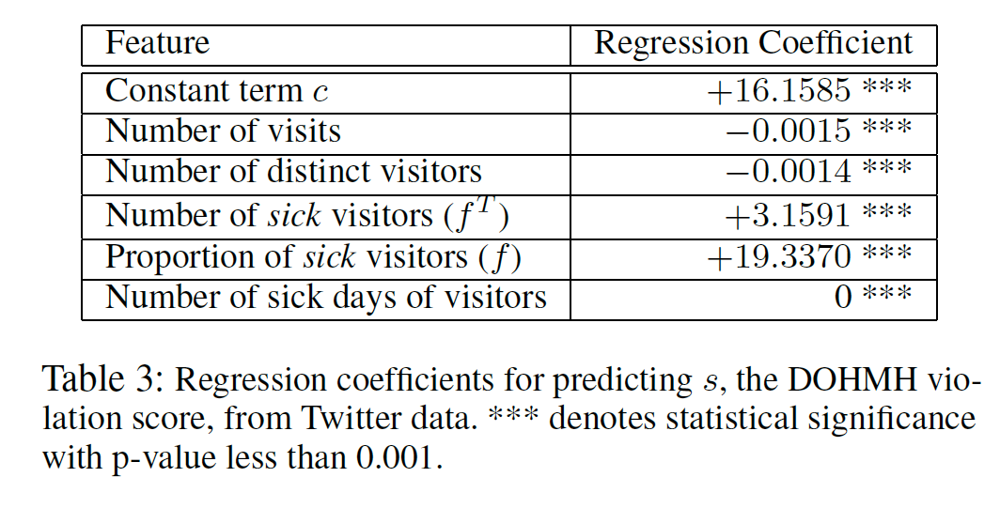 Feature Regression Coefficient
Constant term c +16.1585 ***
Number of visits −0.0015 ***
Number of distinct visitors −0.0014 ***
Number of sick visitors (f^T) +3.1591 ***
Proportion of sick visitors (f) +19.3370 ***
Number of sick days of visitors 0 ***
Table 3: Regression coefficients for predicting s, the DOHMH vio-
lation score, from Twitter data. *** denotes statistical significance
with p-value less than 0.001.